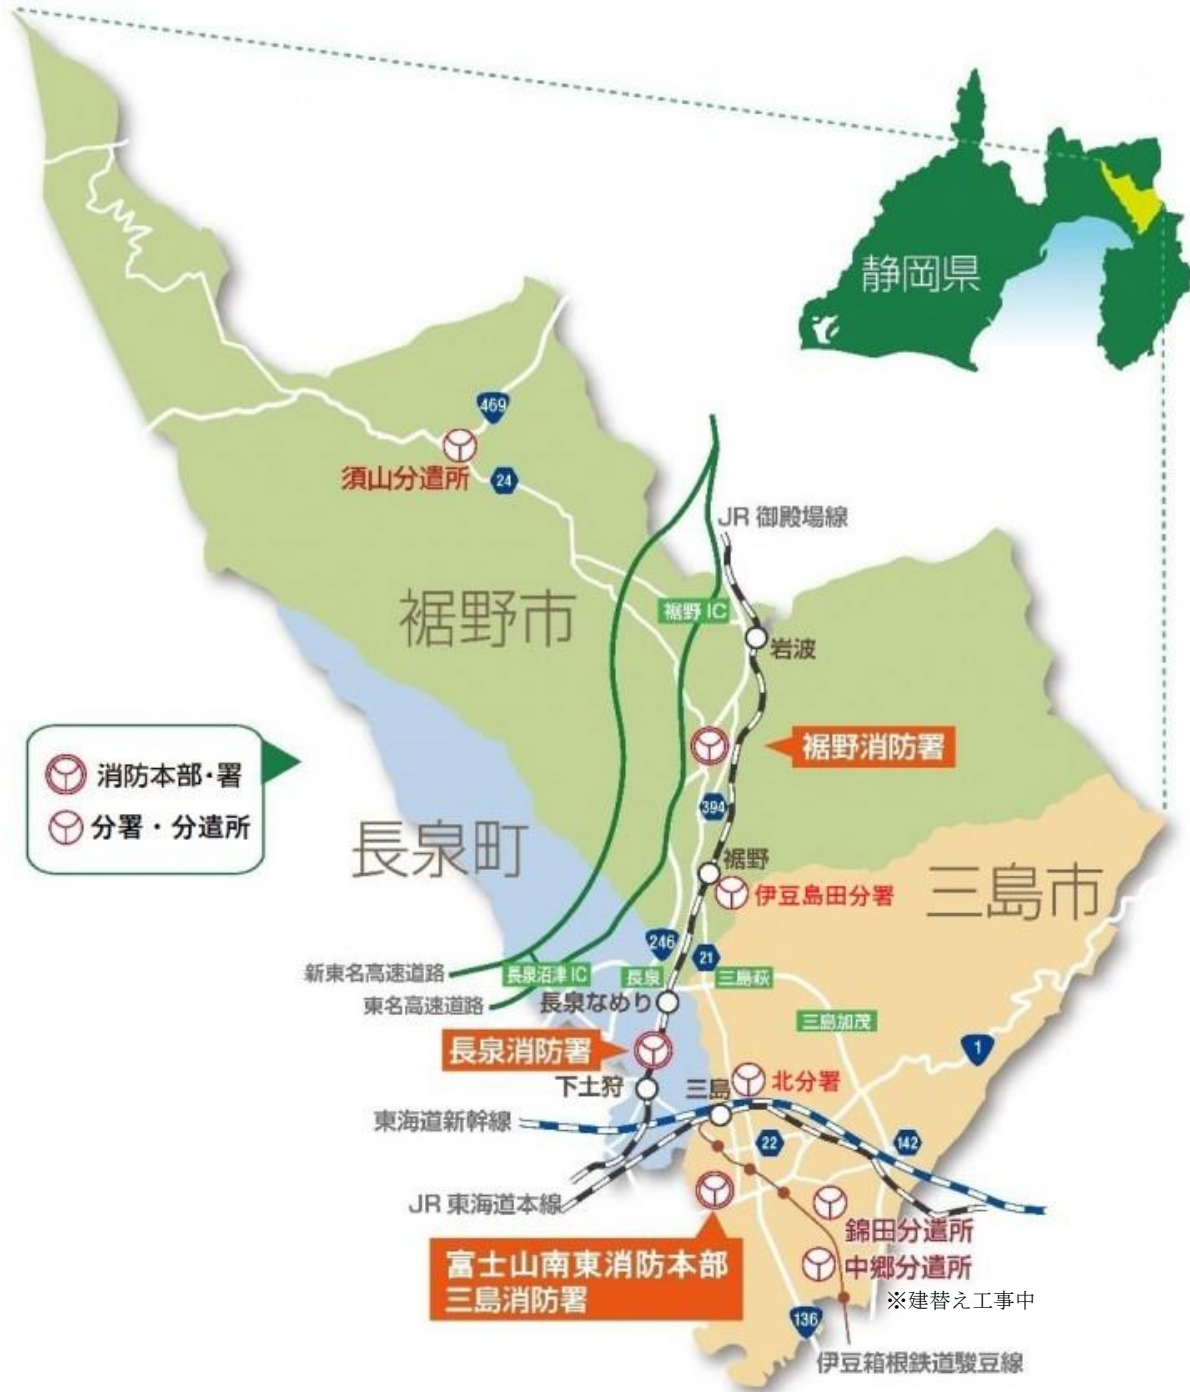 静岡県
469
須山分遣所
24
JR 御殿場線
裾野市
裾野 IC
岩波
裾野消防署
消防本部・署
分署・分遣所
394
長泉町
裾野
伊豆島田分署
三島市
246
21
新東名高速道路
長泉沼津 IC
長泉
三島萩
東名高速道路
長泉なめり
三島加茂
長泉消防署
1
下土狩
三島
北分署
東海道新幹線
22
142
JR 東海道本線
錦田分遣所
富士山南東消防本部
三島消防署
中郷分遣所
※建替え工事中
136
伊豆箱根鉄道駿豆線